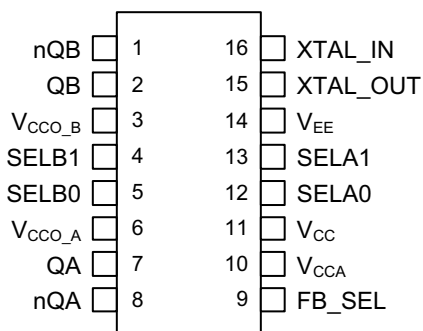 nQB 1 16 XTAL_IN
QB 2 15 XTAL_OUT
VCCO_B 3 14 VEE
SELB1 4 13 SELA1
SELB0 5 12 SELA0
VCCO_A 6 11 VCC
QA 7 10 VCCA
nQA 8 9 FB_SEL